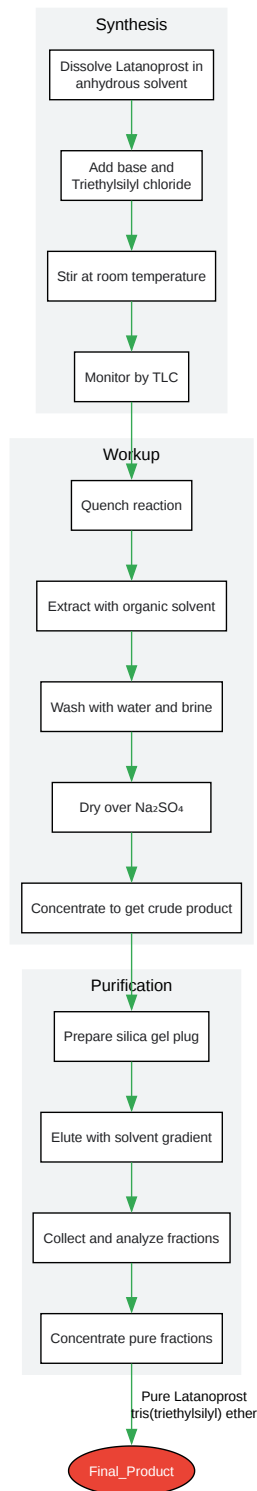 Synthesis
Dissolve Latanoprost in
anhydrous solvent
Add base and
Triethylsilyl chloride
Stir at room temperature
Monitor by TLC
Workup
Quench reaction
Extract with organic solvent
Wash with water and brine
Dry over Na₂SO₄
Concentrate to get crude product
Purification
Prepare silica gel plug
Elute with solvent gradient
Collect and analyze fractions
Concentrate pure fractions
Pure Latanoprost
tris(triethylsilyl) ether
Final_Product